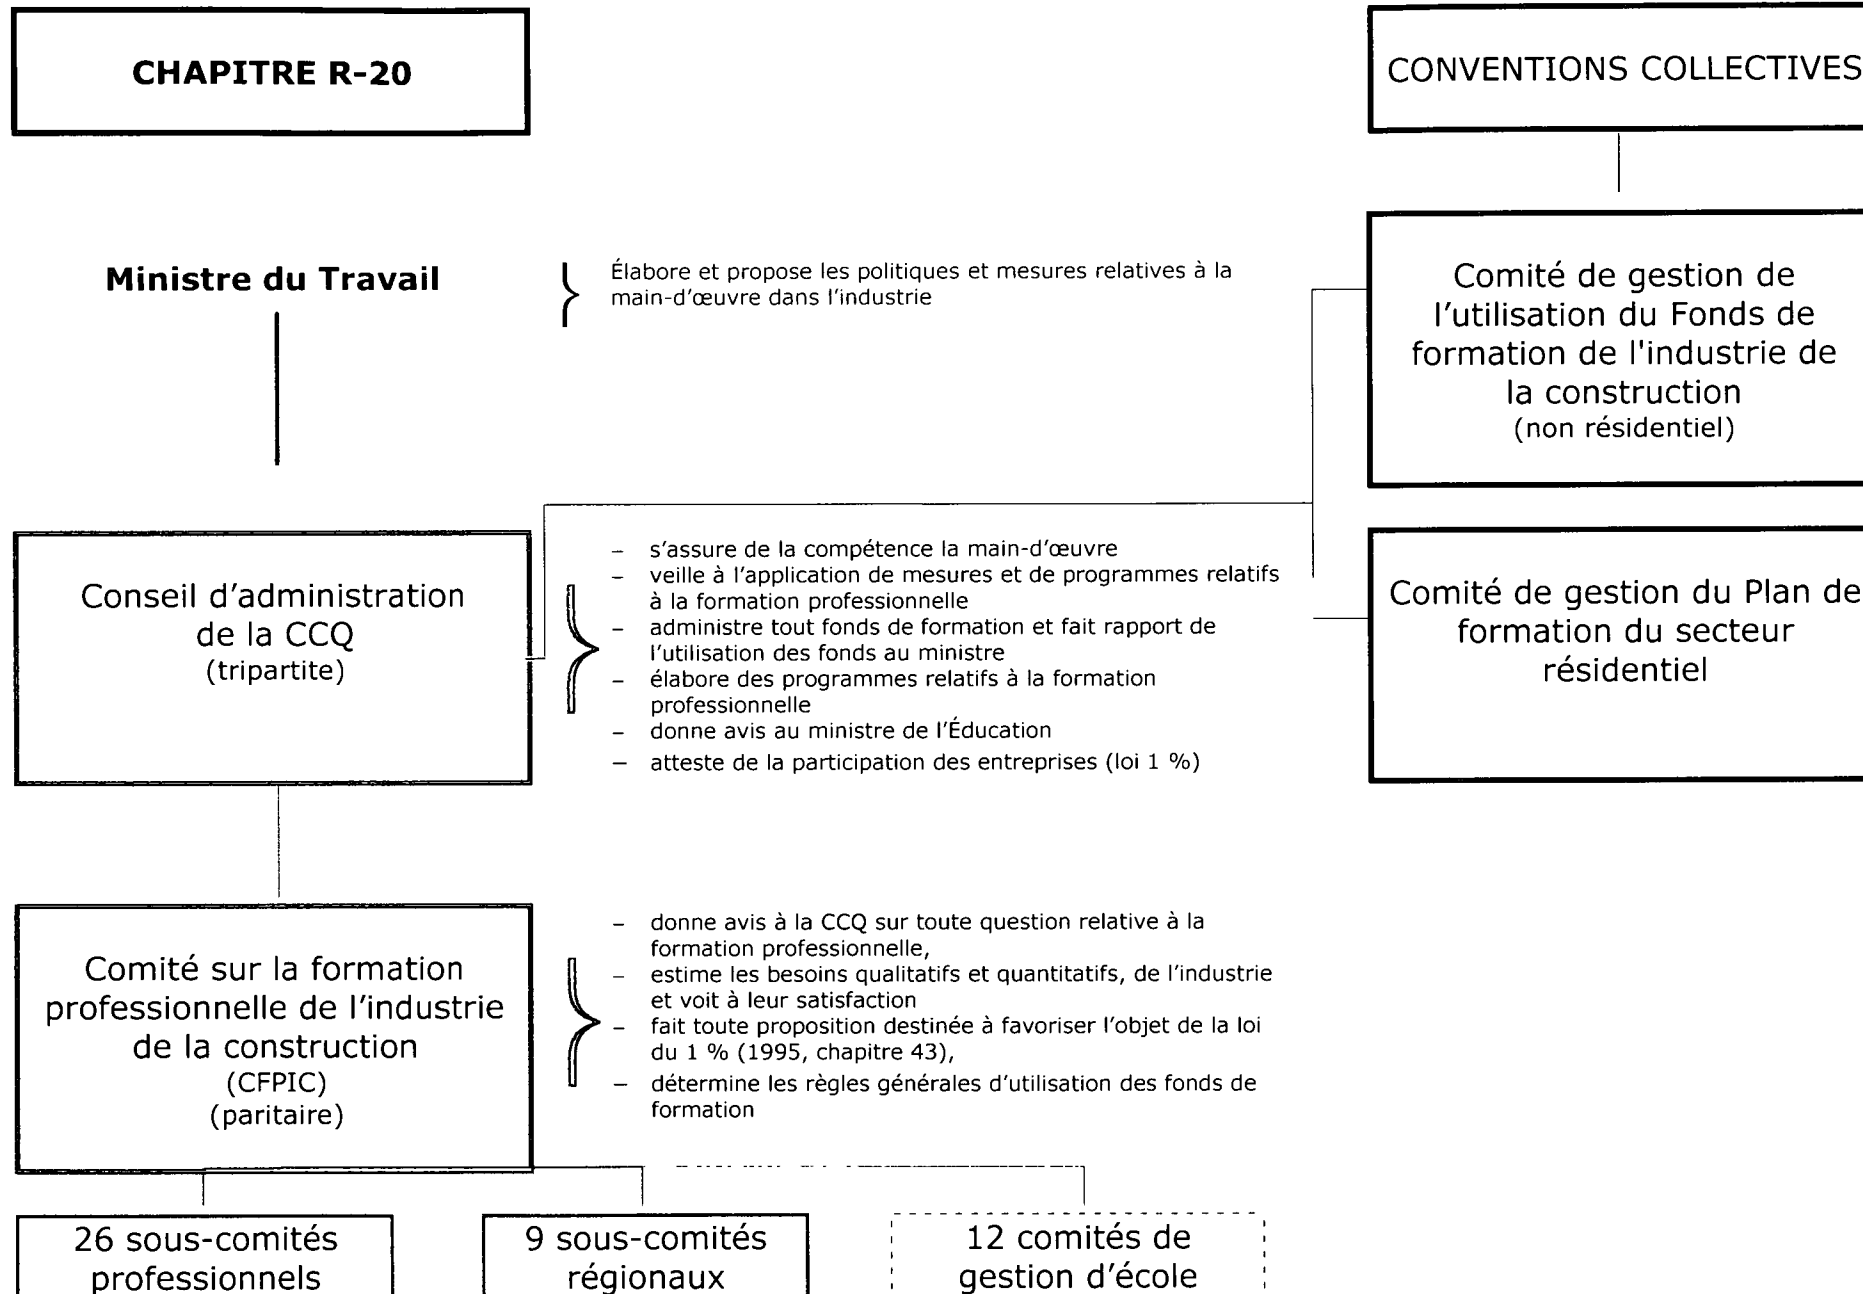 CHAPITRE R-20
CONVENTIONS COLLECTIVES
Ministre du Travail
Élabore et propose les politiques et mesures relatives à la
main-d'œuvre dans l'industrie
Comité de gestion de
l'utilisation du Fonds de
formation de l'industrie de
la construction
(non résidentiel)
Conseil d'administration
de la CCQ
(tripartite)
– s'assure de la compétence la main-d'œuvre
– veille à l'application de mesures et de programmes relatifs
à la formation professionnelle
– administre tout fonds de formation et fait rapport de
l'utilisation des fonds au ministre
– élabore des programmes relatifs à la formation
professionnelle
– donne avis au ministre de l'Éducation
– atteste de la participation des entreprises (loi 1 %)
Comité de gestion du Plan de
formation du secteur
résidentiel
Comité sur la formation
professionnelle de l'industrie
de la construction
(CFPIC)
(paritaire)
– donne avis à la CCQ sur toute question relative à la
formation professionnelle,
– estime les besoins qualitatifs et quantitatifs, de l'industrie
et voit à leur satisfaction
– fait toute proposition destinée à favoriser l'objet de la loi
du 1 % (1995, chapitre 43),
– détermine les règles générales d'utilisation des fonds de
formation
26 sous-comités
professionnels
9 sous-comités
régionaux
12 comités de
gestion d'école